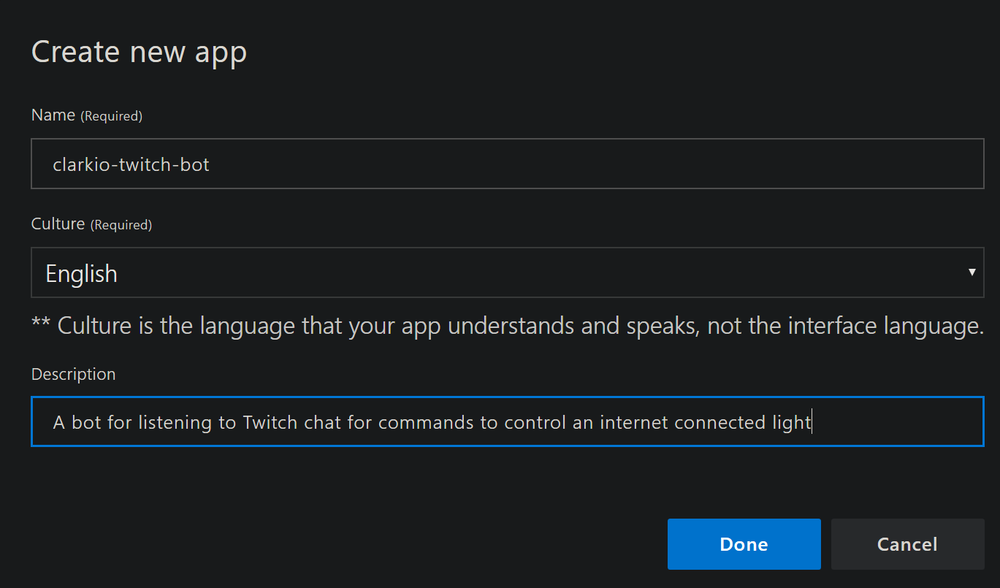 Create new app
Name (Required)
clarkio-twitch-bot
Culture (Required)
English
** Culture is the language that your app understands and speaks, not the interface language.
Description
A bot for listening to Twitch chat for commands to control an internet connected light
Done
Cancel